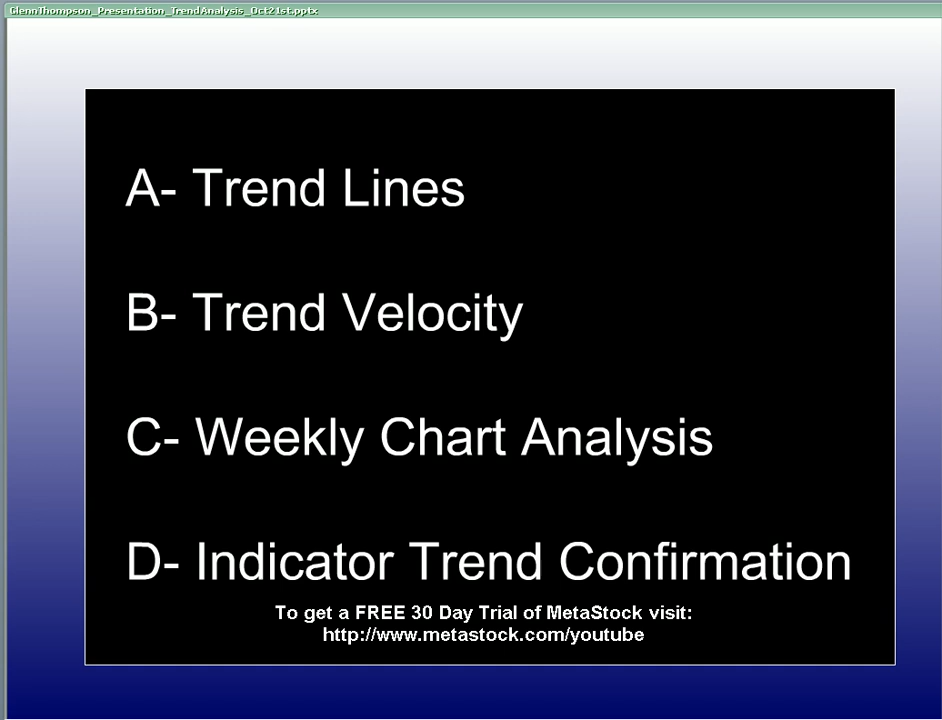 GlennThompson_Presentation_TrendAnalysis_Oct21st.pptx
A- Trend Lines
B- Trend Velocity
C- Weekly Chart Analysis
D- Indicator Trend Confirmation
To get a FREE 30 Day Trial of MetaStock visit:
http://www.metastock.com/youtube